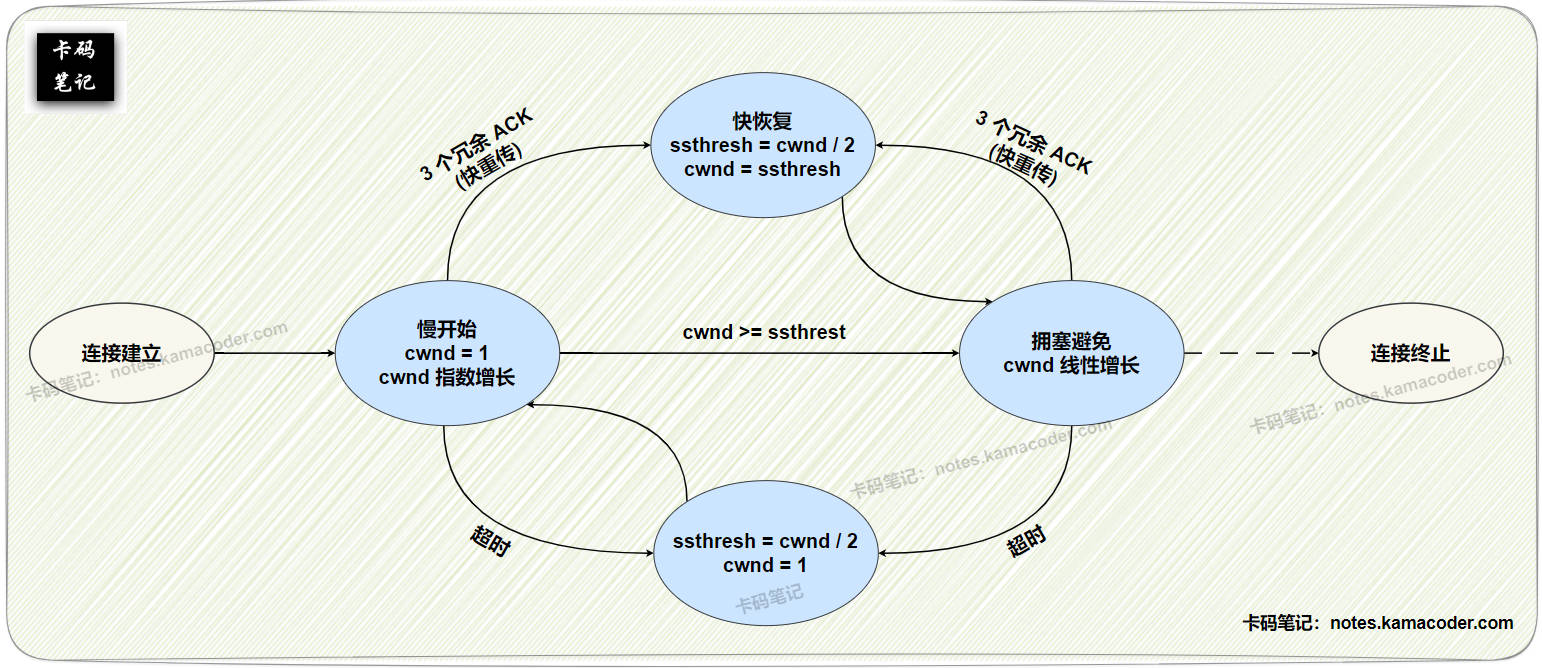 卡码
笔记
3 个冗余 ACK
(快重传)
快恢复
ssthresh = cwnd / 2
cwnd = ssthresh
3 个冗余 ACK
(快重传)
连接建立
慢开始
cwnd = 1
cwnd 指数增长
cwnd >= ssthrest
拥塞避免
cwnd 线性增长
连接终止
卡码笔记：notes.kamacoder.com
卡码笔记：notes.kamacoder.com
卡码笔记：notes.kamacoder.com
超时
ssthresh = cwnd / 2
cwnd = 1
超时
卡码笔记
卡码笔记：notes.kamacoder.com